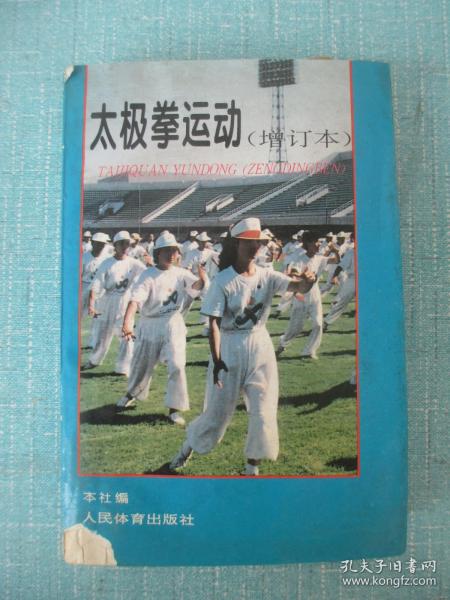 太极拳运动(增订本)
TAIJIQUAN YUNDONG (ZENGDINGBEN)
本社编
人民体育出版社
孔夫子旧书网
www.kongfz.com